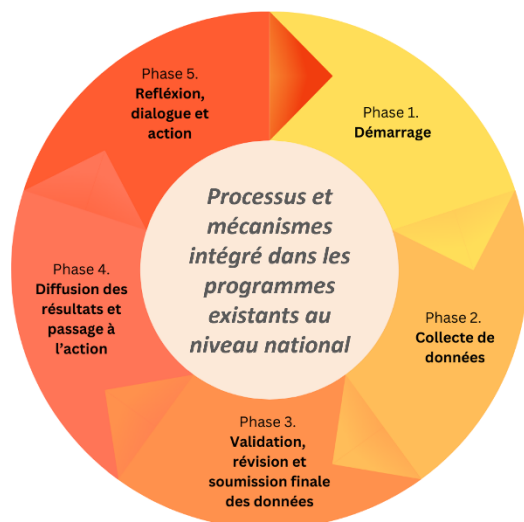 Phase 1.
Démarrage
Phase 2.
Collecte de
données
Phase 3.
Validation,
révision et
soumission finale
des données
Phase 4.
Diffusion des
résultats et
passage à
l'action
Phase 5.
Refléxion,
dialogue et
action
Processus et
mécanismes
intégré dans les
programmes
existants au
niveau national